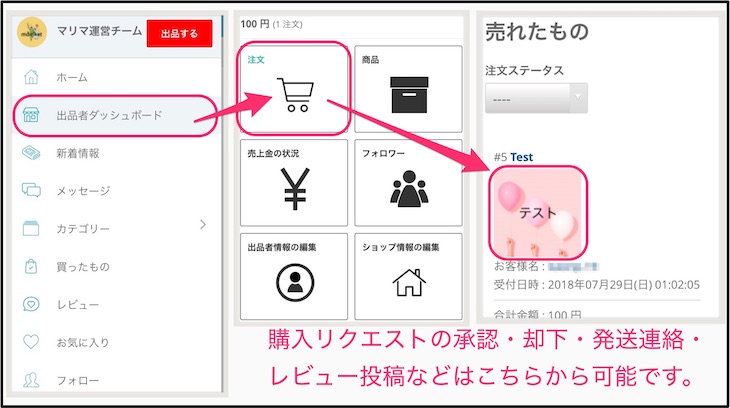 マリマ運営チーム
出品する
ホーム
出品者ダッシュボード
新着情報
メッセージ
カテゴリー
買ったもの
レビュー
お気に入り
フォロー
100 円 (1 注文)
注文
商品
売上金の状況
フォロワー
出品者情報の編集
ショップ情報の編集
売れたもの
注文ステータス
----
#5 Test
テスト
お客様名 :
受付日時 : 2018年07月29日(日) 01:02:05
合計金額 : 100 円
購入リクエストの承認・却下・発送連絡・
レビュー投稿などはこちらから可能です。